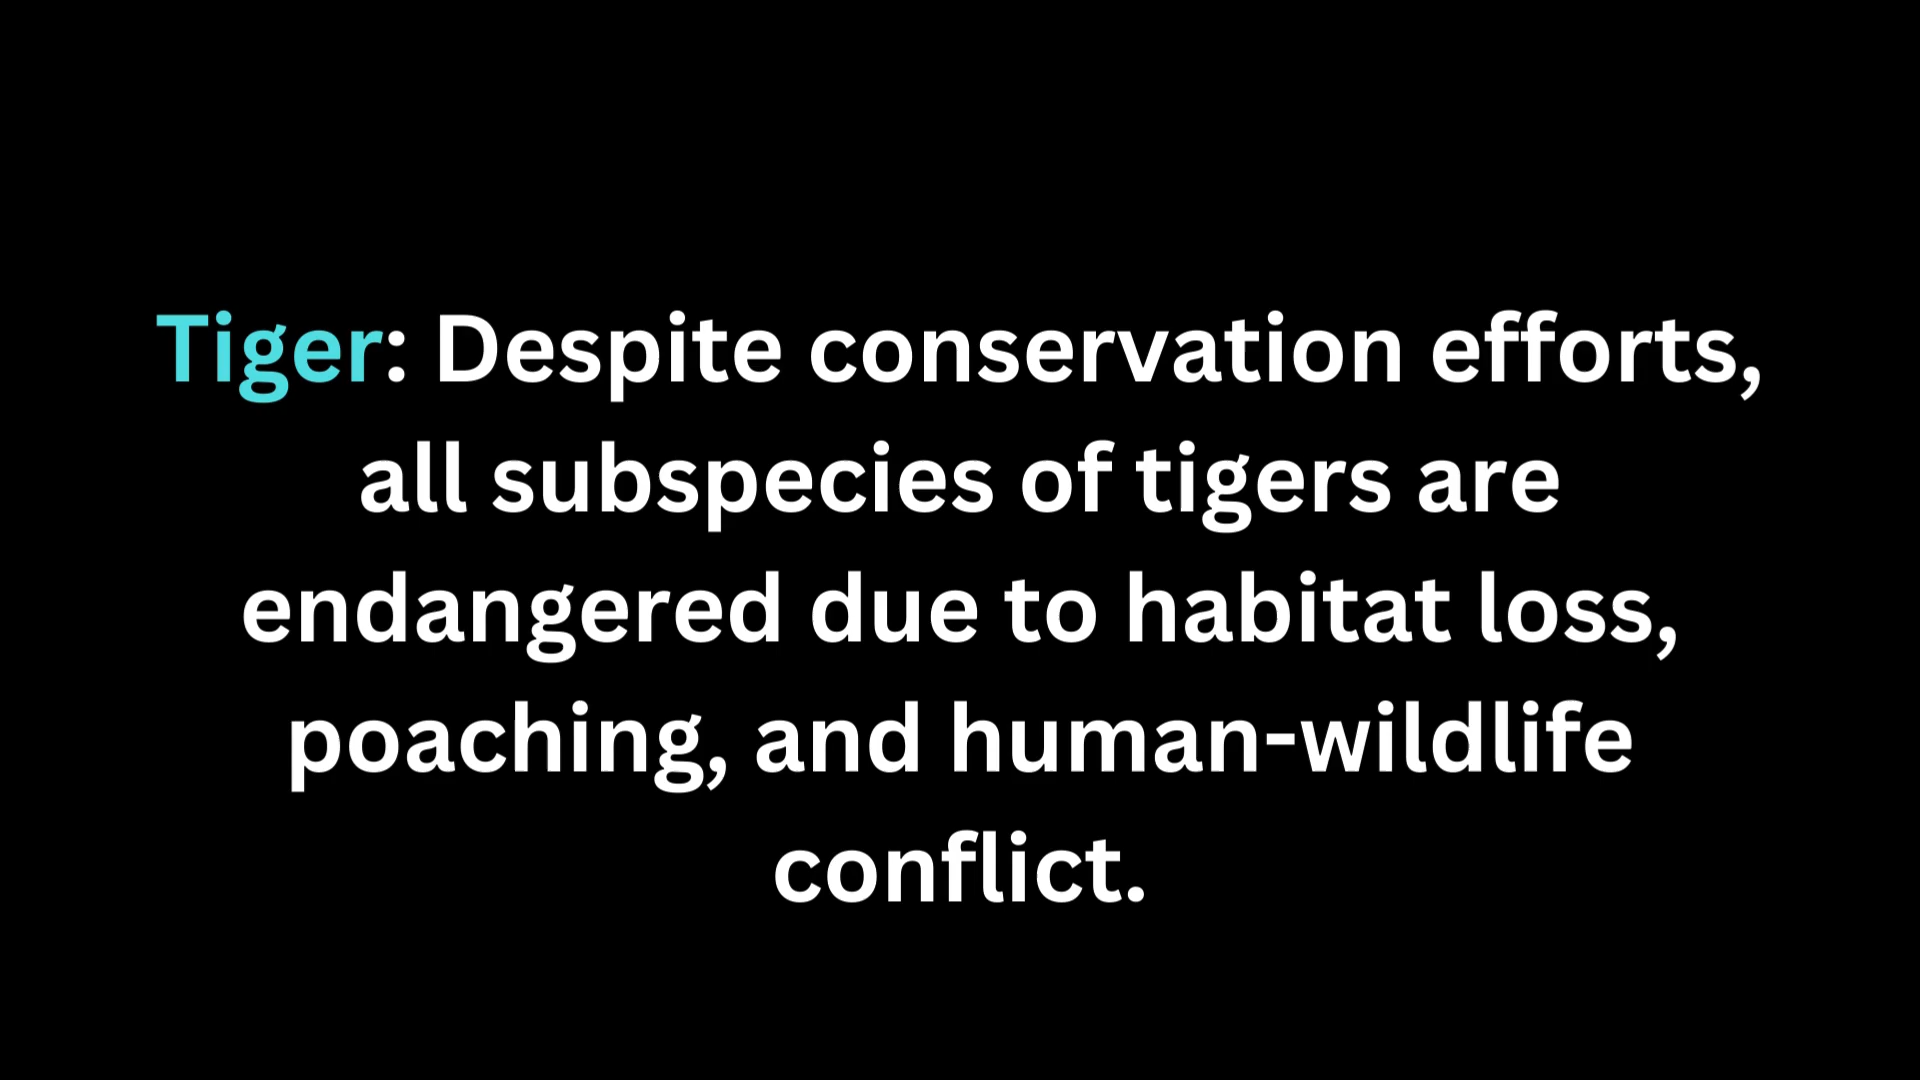 Tiger: Despite conservation efforts,
all subspecies of tigers are
endangered due to habitat loss,
poaching, and human-wildlife
conflict.